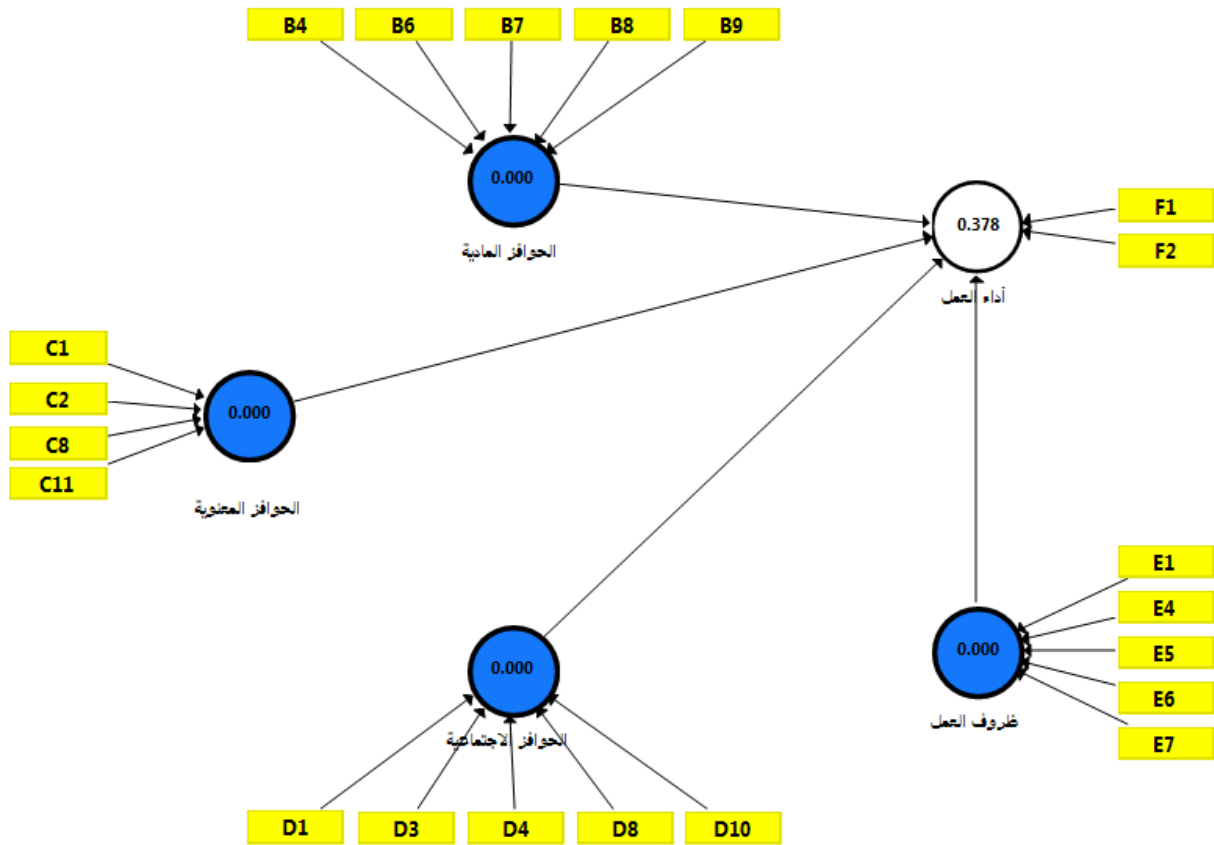 B4
B6
B7
B8
B9
0.000
الحوافز المادية
0.378
أداء العمل
F1
F2
C1
C2
C8
C11
0.000
الحوافز المعنوية
0.000
الحوافز الاجتماعية
D1
D3
D4
D8
D10
0.000
ظروف العمل
E1
E4
E5
E6
E7